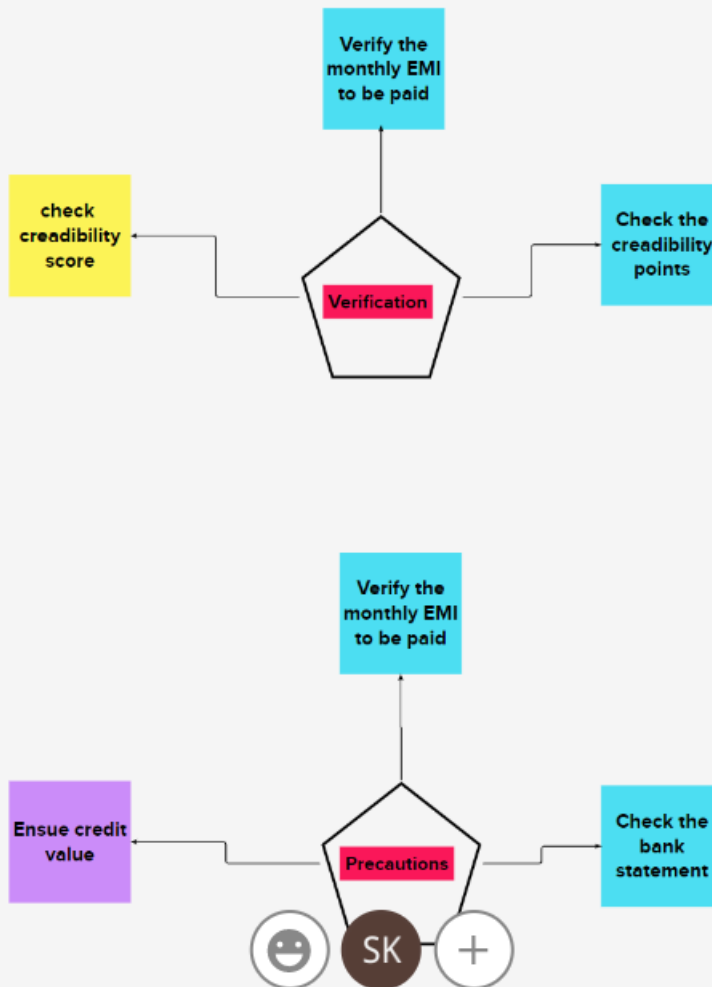 Verify the
monthly EMI
to be paid
check
creadibility
score
Check the
creadibility
points
Verification
Verify the
monthly EMI
to be paid
Ensue credit
value
Check the
bank
statement
Precautions
SK